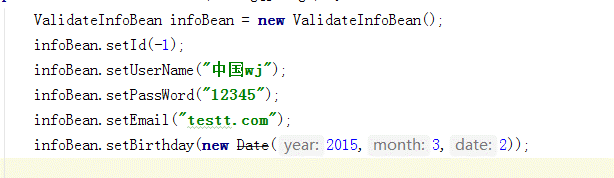 ValidateInfoBean infoBean = new ValidateInfoBean();
infoBean.setId(-1);
infoBean.setUserName("中国wj");
infoBean.setPassWord("12345");
infoBean.setEmail("testt.com");
infoBean.setBirthday(new Date( year: 2015, month: 3, date: 2));